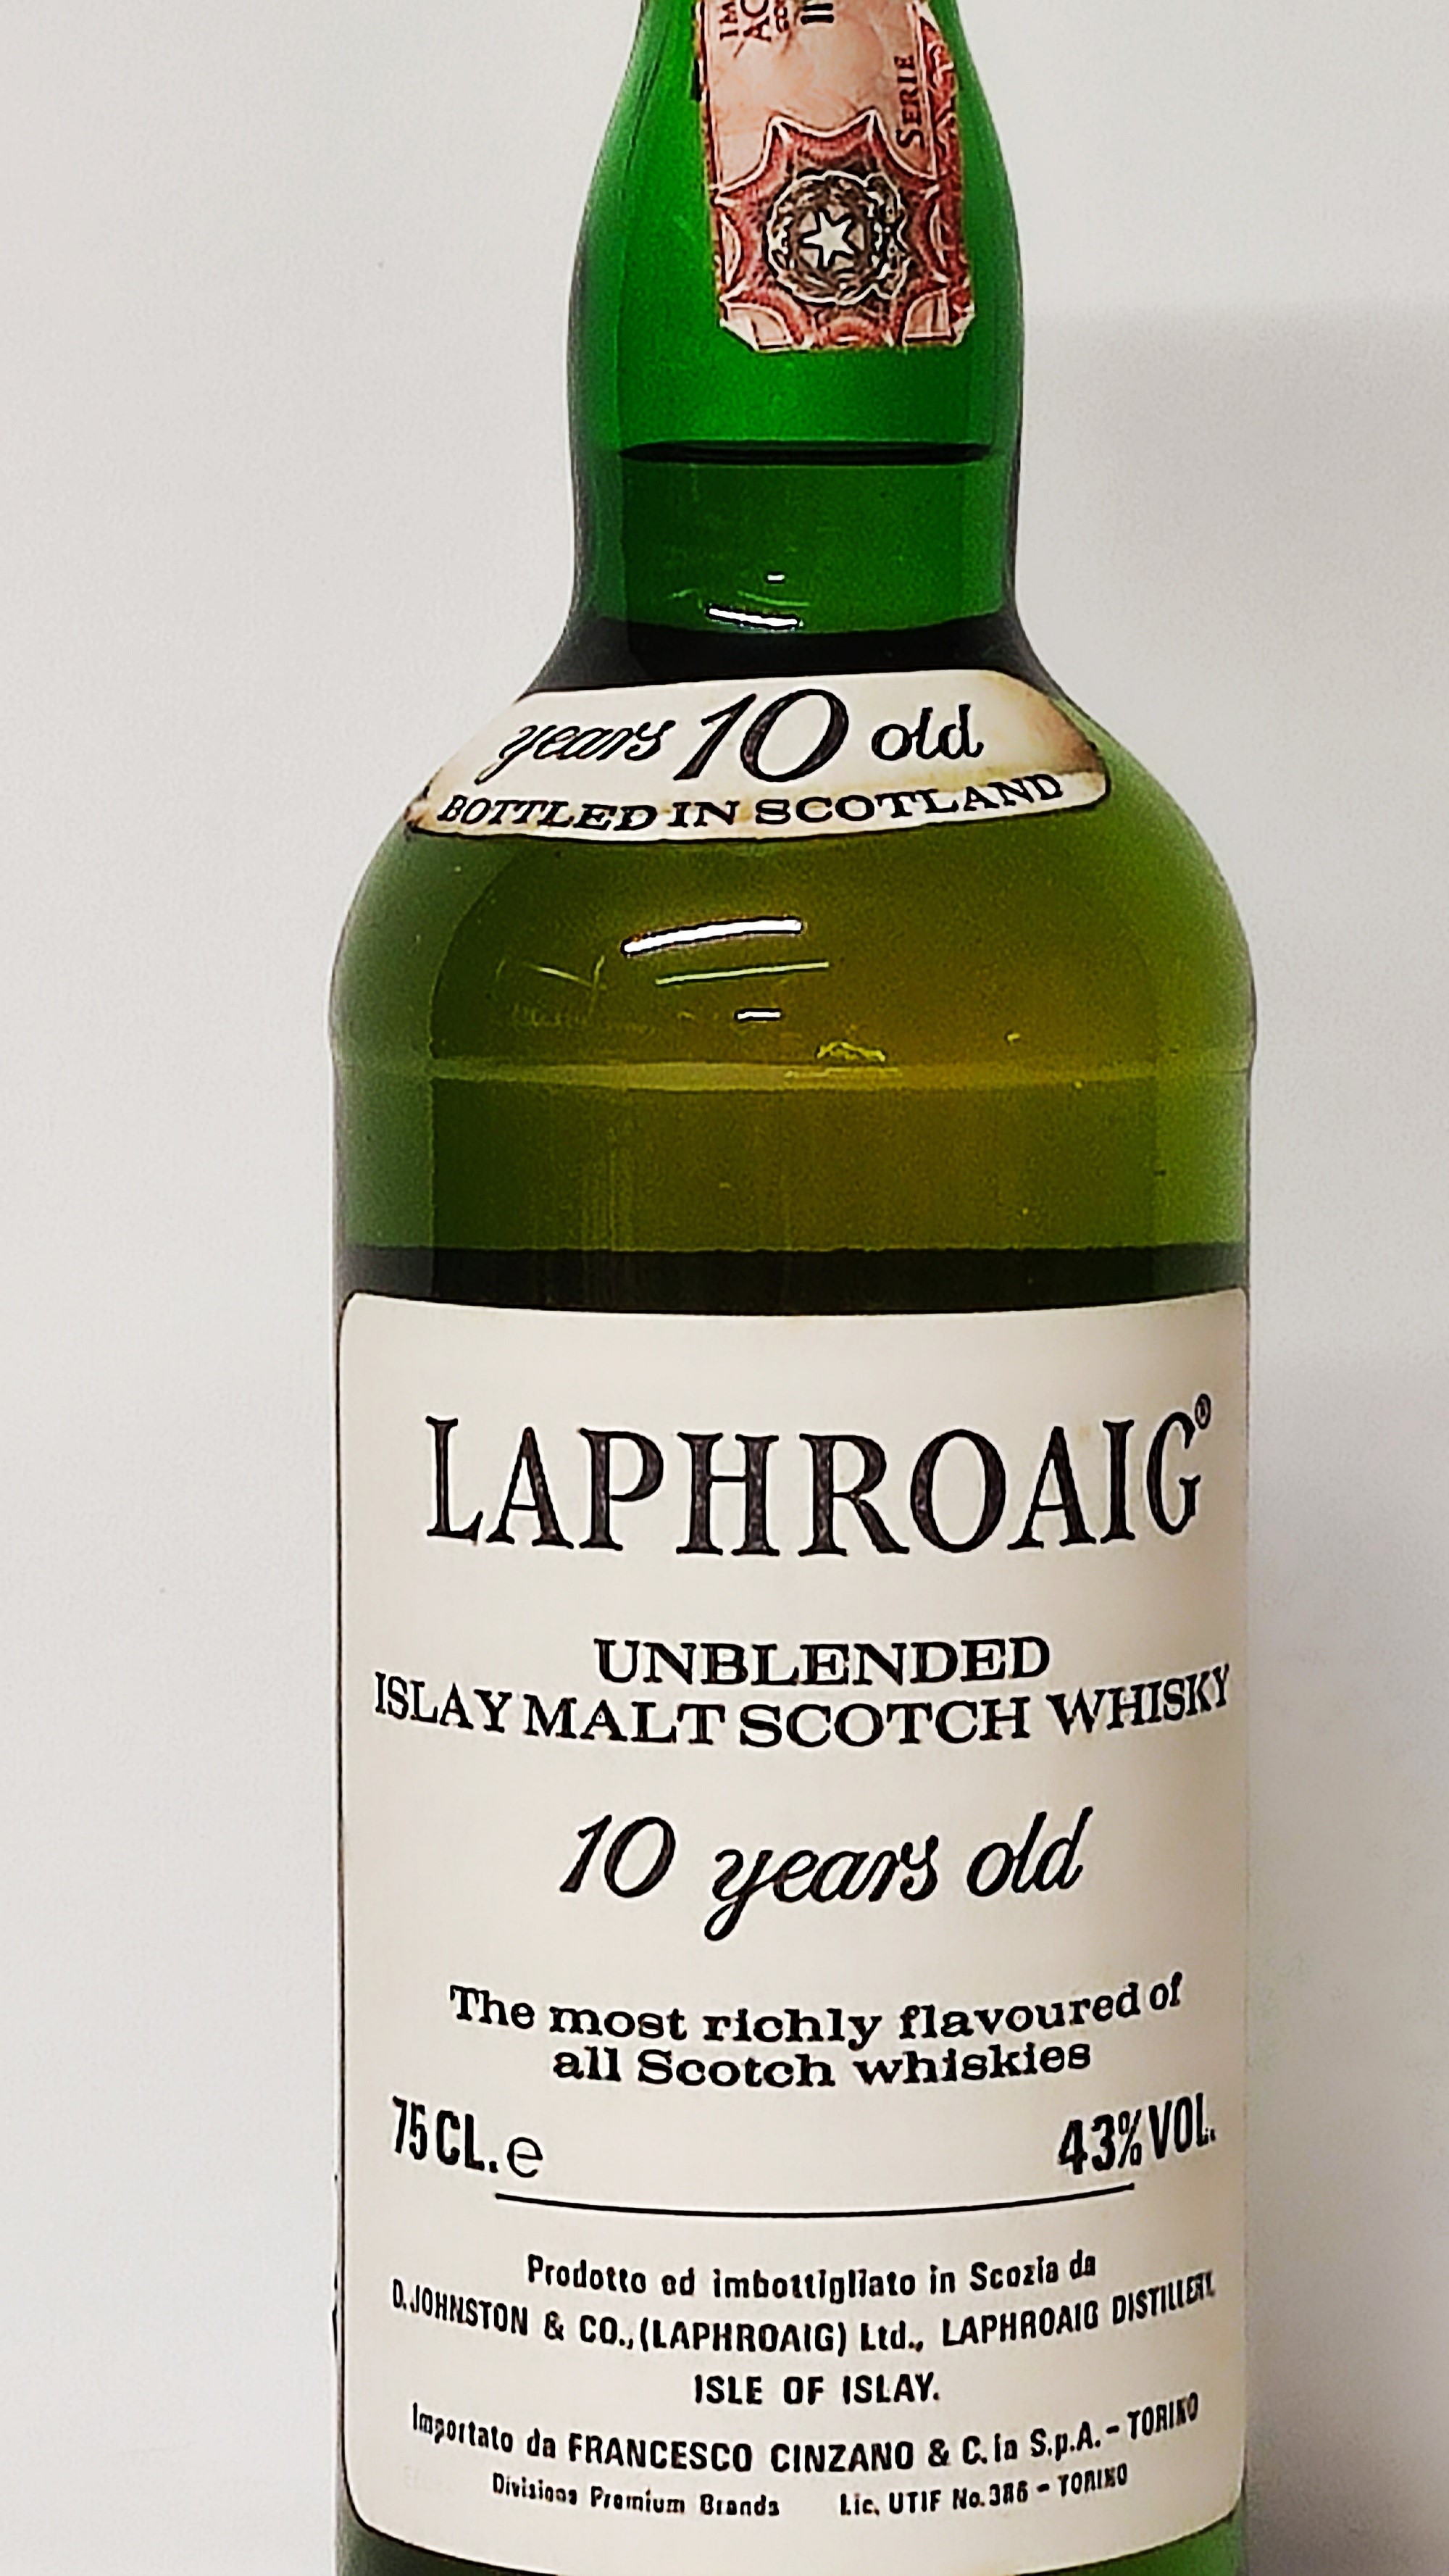 SERIE
years 10 old
BOTTLED IN SCOTLAND
LAPHROAIG®
UNBLENDED
ISLAY MALT SCOTCH WHISKY
10 years old
The most richly flavoured of
all Scotch whiskies
75 CL. e 43% VOL.
Prodotto ed imbottigliato in Scozia da
D. JOHNSTON & CO., (LAPHROAIG) Ltd., LAPHROAIG DISTILLERY,
ISLE OF ISLAY.
Importato da FRANCESCO CINZANO & C.ia S.p.A. - TORINO
Divisione Premium Brands Lic. UTIF No. 386 - TORINO